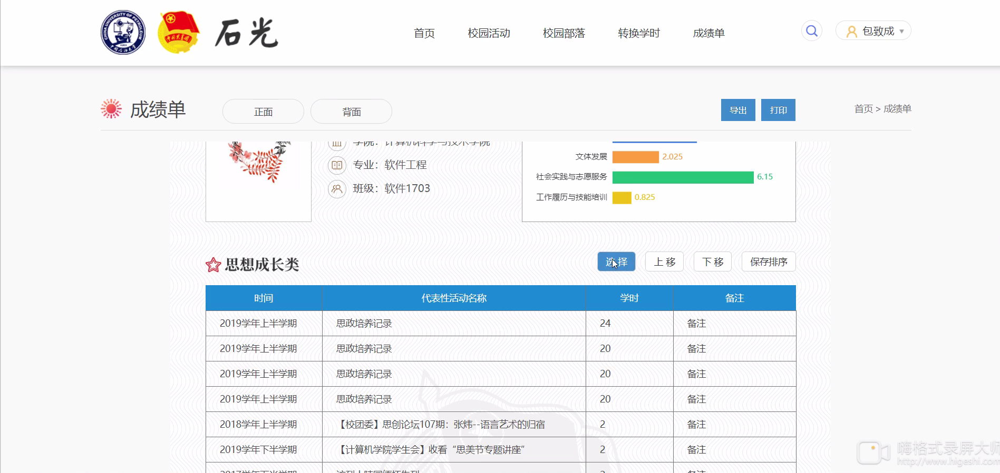 CHINA UNIVERSITY OF PETROLEUM
石光
首页 校园活动 校园部落 转换学时 成绩单
包致成
成绩单 正面 背面 导出 打印 首页 > 成绩单
学院：计算机科学与技术学院
专业：软件工程
班级：软件1703
文体发展 2.025
社会实践与志愿服务 6.15
工作履历与技能培训 0.825
思想成长类 选择 上 移 下 移 保存排序
时间 代表性活动名称 学时 备注
2019学年上半学期 思政培养记录 24 备注
2019学年上半学期 思政培养记录 20 备注
2019学年上半学期 思政培养记录 20 备注
2019学年上半学期 思政培养记录 20 备注
2018学年上半学期 【校团委】思创论坛107期：张炜--语言艺术的归宿 2 备注
2019学年下半学期 【计算机学院学生会】收看“思美节专题讲座” 2 备注
嗨格式录屏大师
http://www.higeshi.com